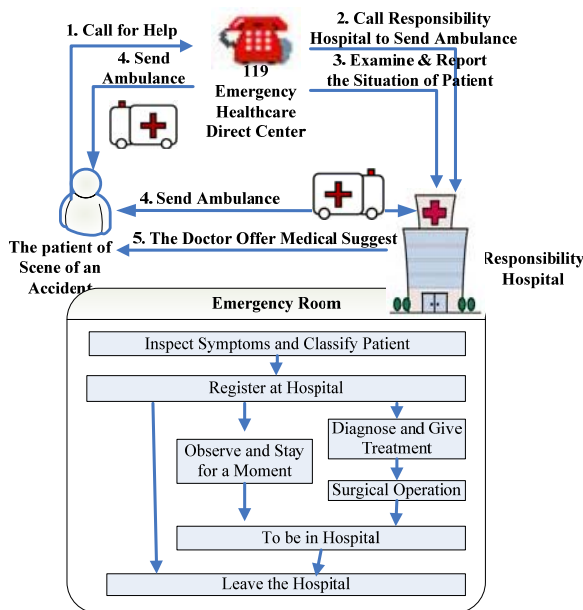 1. Call for Help
2. Call Responsibility
Hospital to Send Ambulance
4. Send
Ambulance
3. Examine & Report
the Situation of Patient
119
Emergency
Healthcare
Direct Center
4. Send Ambulance
5. The Doctor Offer Medical Suggest
The patient of
Scene of an
Accident
Responsibility
Hospital
Emergency Room
Inspect Symptoms and Classify Patient
Register at Hospital
Observe and Stay
for a Moment
Diagnose and Give
Treatment
Surgical Operation
To be in Hospital
Leave the Hospital